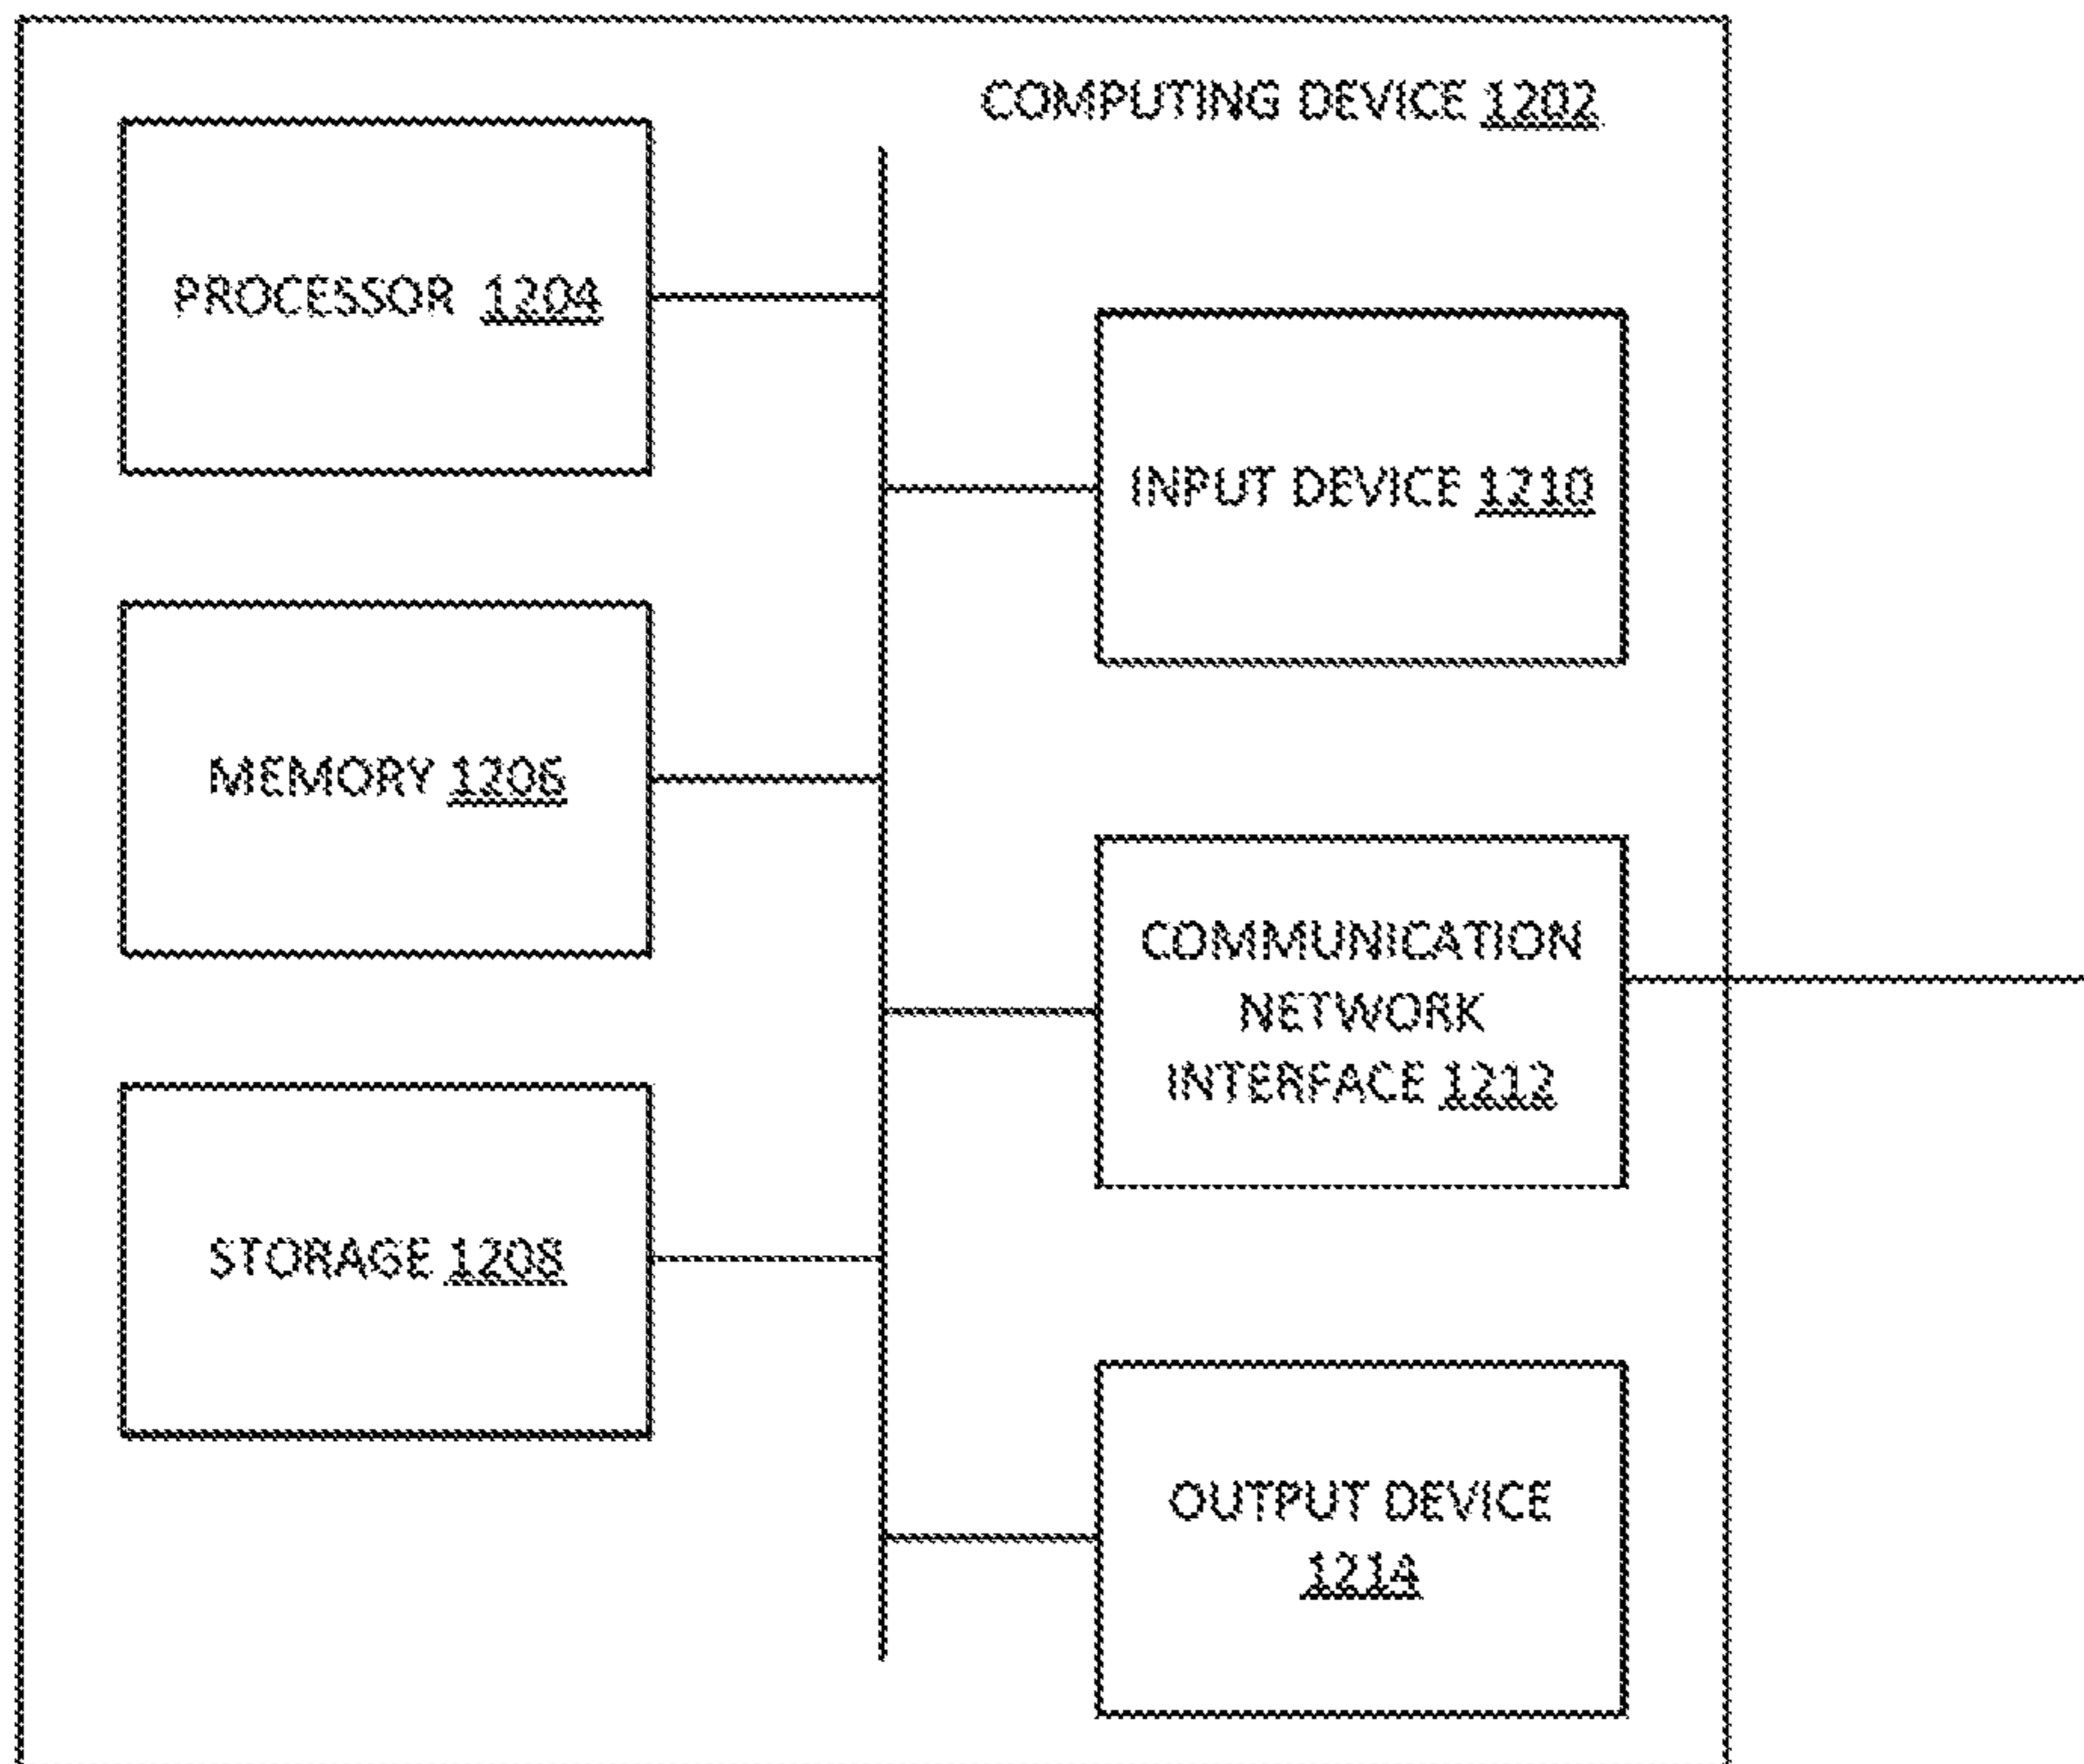 COMPUTING DEVICE 1202
PROCESSOR 1204
INPUT DEVICE 1210
MEMORY 1206
COMMUNICATION
NETWORK
INTERFACE 1212
STORAGE 1208
OUTPUT DEVICE
1214